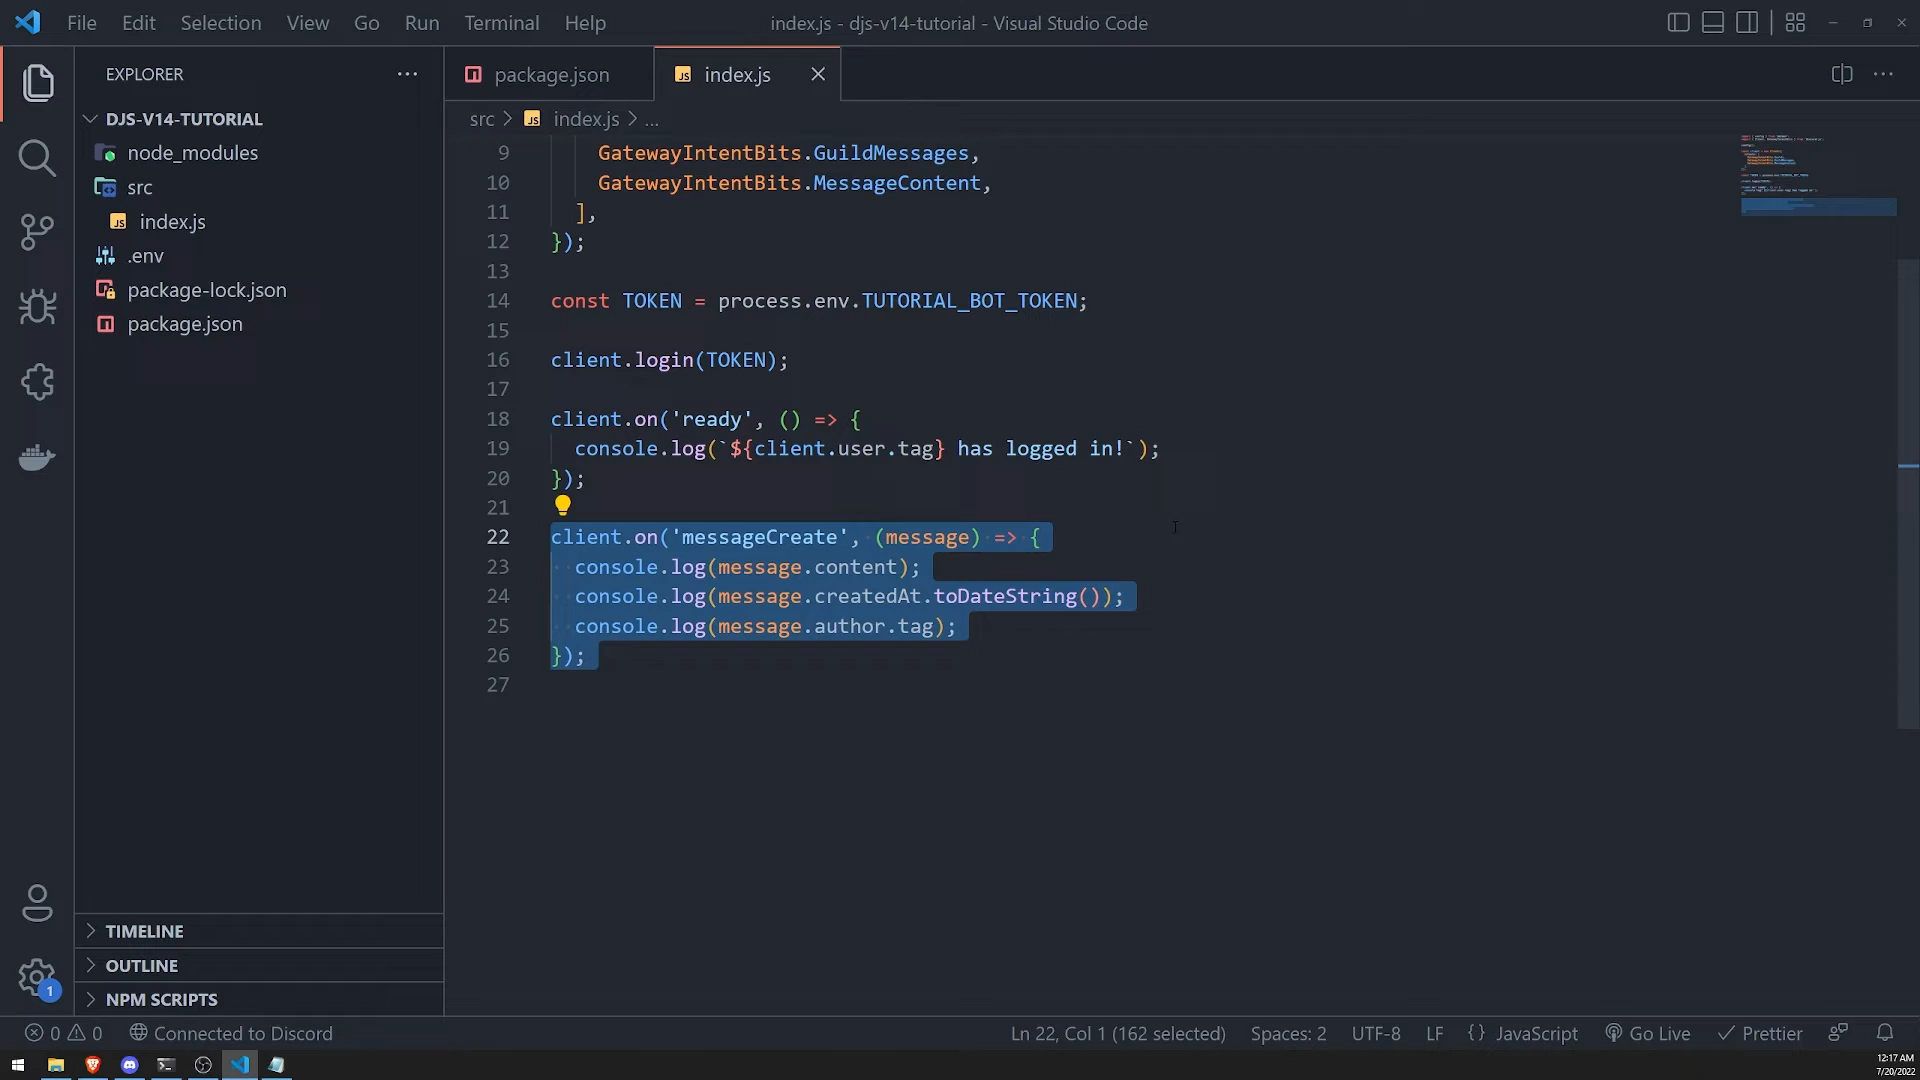 File Edit Selection View Go Run Terminal Help
index.js - djs-v14-tutorial - Visual Studio Code
EXPLORER
DJS-V14-TUTORIAL
node_modules
src
index.js
.env
package-lock.json
package.json
TIMELINE
OUTLINE
NPM SCRIPTS
1
package.json
index.js
src > index.js > ...
9 GatewayIntentBits.GuildMessages,
10 GatewayIntentBits.MessageContent,
11 ],
12 });
13
14 const TOKEN = process.env.TUTORIAL_BOT_TOKEN;
15
16 client.login(TOKEN);
17
18 client.on('ready', () => {
19 console.log(`${client.user.tag} has logged in!`);
20 });
21
22 client.on('messageCreate', (message) => {
23 console.log(message.content);
24 console.log(message.createdAt.toDateString());
25 console.log(message.author.tag);
26 });
27
0 0 Connected to Discord
Ln 22, Col 1 (162 selected) Spaces: 2 UTF-8 LF {} JavaScript Go Live Prettier
12:17 AM
7/20/2022